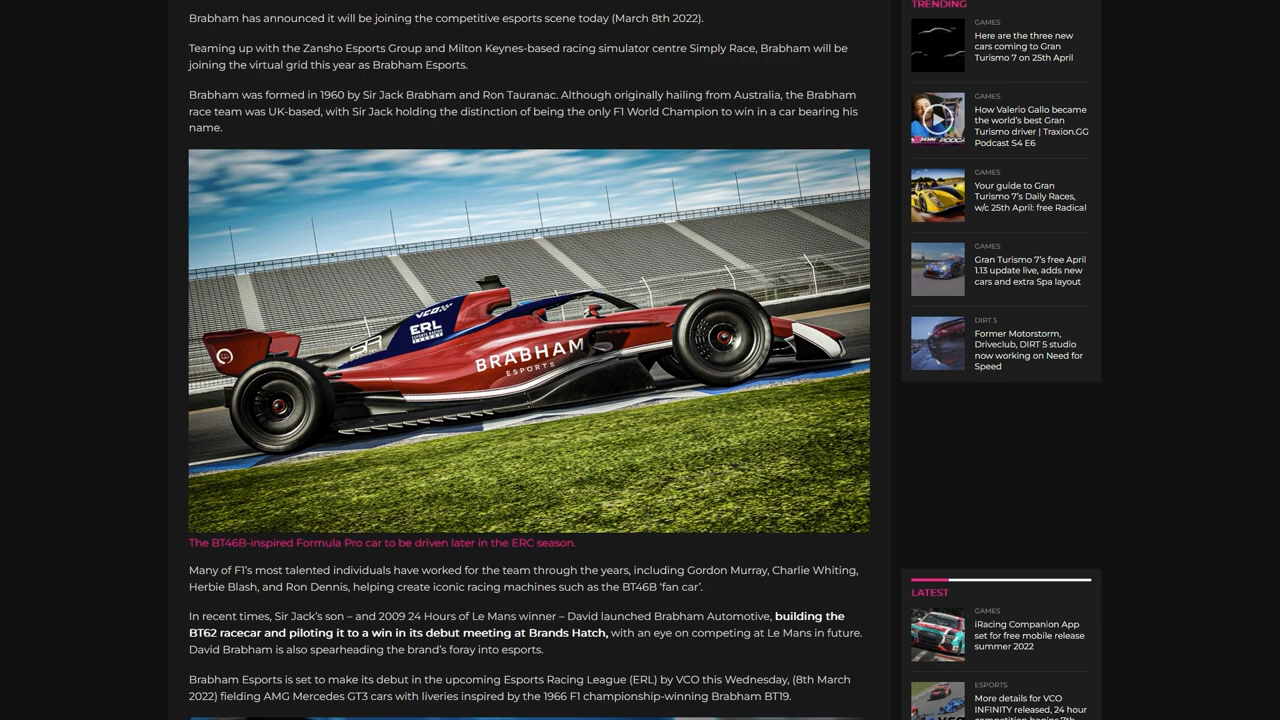 Brabham has announced it will be joining the competitive esports scene today (March 8th 2022).
Teaming up with the Zansho Esports Group and Milton Keynes-based racing simulator centre Simply Race, Brabham will be
joining the virtual grid this year as Brabham Esports.
Brabham was formed in 1960 by Sir Jack Brabham and Ron Tauranac. Although originally hailing from Australia, the Brabham
race team was UK-based, with Sir Jack holding the distinction of being the only F1 World Champion to win in a car bearing his
name.
VCO
ERL
SR
BRABHAM
ESPORTS
The BT46B-inspired Formula Pro car to be driven later in the ERC season.
Many of F1's most talented individuals have worked for the team through the years, including Gordon Murray, Charlie Whiting,
Herbie Blash, and Ron Dennis, helping create iconic racing machines such as the BT46B 'fan car'.
In recent times, Sir Jack's son – and 2009 24 Hours of Le Mans winner – David launched Brabham Automotive, building the
BT62 racecar and piloting it to a win in its debut meeting at Brands Hatch, with an eye on competing at Le Mans in future.
David Brabham is also spearheading the brand's foray into esports.
Brabham Esports is set to make its debut in the upcoming Esports Racing League (ERL) by VCO this Wednesday, (8th March
2022) fielding AMG Mercedes GT3 cars with liveries inspired by the 1966 F1 championship-winning Brabham BT19.
TRENDING
GAMES
Here are the three new
cars coming to Gran
Turismo 7 on 25th April
GAMES
How Valerio Gallo became
the world's best Gran
Turismo driver | Traxion.GG
Podcast S4 E6
GAMES
Your guide to Gran
Turismo 7's Daily Races,
w/c 25th April: free Radical
GAMES
Gran Turismo 7's free April
1.13 update live, adds new
cars and extra Spa layout
DIRT 5
Former Motorstorm,
Driveclub, DIRT 5 studio
now working on Need for
Speed
LATEST
GAMES
iRacing Companion App
set for free mobile release
summer 2022
ESPORTS
More details for VCO
INFINITY released, 24 hour
competition begins 7th